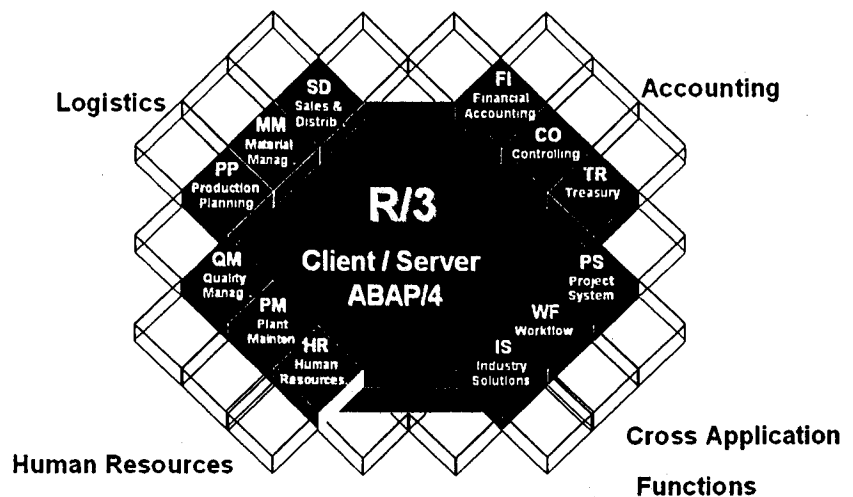 Logistics
Accounting
SD
Sales &
Distrib
MM
Material
Manag.
PP
Production
Planning
FI
Financial
Accounting
CO
Controlling
TR
Treasury
R/3
Client / Server
ABAP/4
QM
Quality
Manag
PM
Plant
Mainten
HR
Human
Resources
PS
Project
System
WF
Workflow
IS
Industry
Solutions
Human Resources
Cross Application
Functions